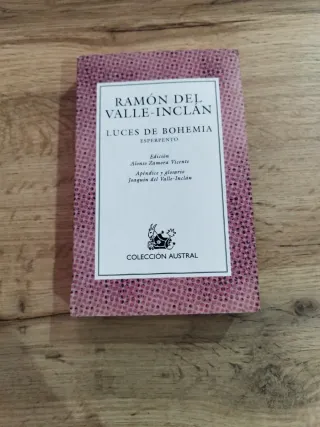 RAMÓN DEL
VALLE-INCLÁN
LUCES DE BOHEMIA
ESPERPENTO
Edición
Alonso Zamora Vicente
Apéndice y glosario
Joaquín del Valle-Inclán
COLECCIÓN AUSTRAL